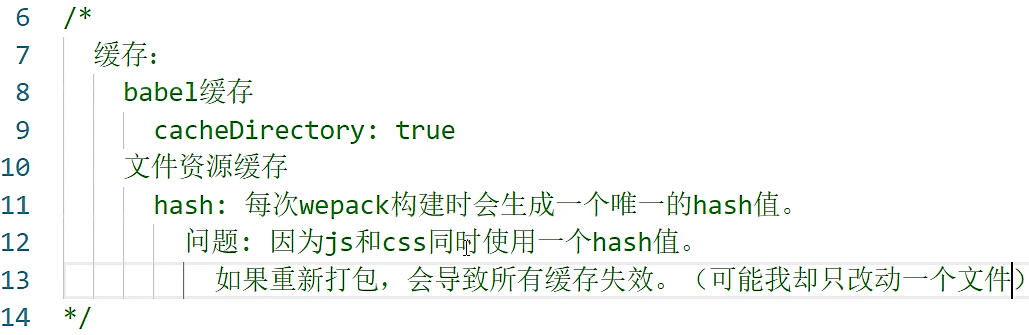 6 /*
7 缓存：
8 babel缓存
9 cacheDirectory: true
10 文件资源缓存
11 hash: 每次wepack构建时会生成一个唯一的hash值。
12 问题: 因为js和css同时使用一个hash值。
13 如果重新打包，会导致所有缓存失效。（可能我却只改动一个文件）
14 */